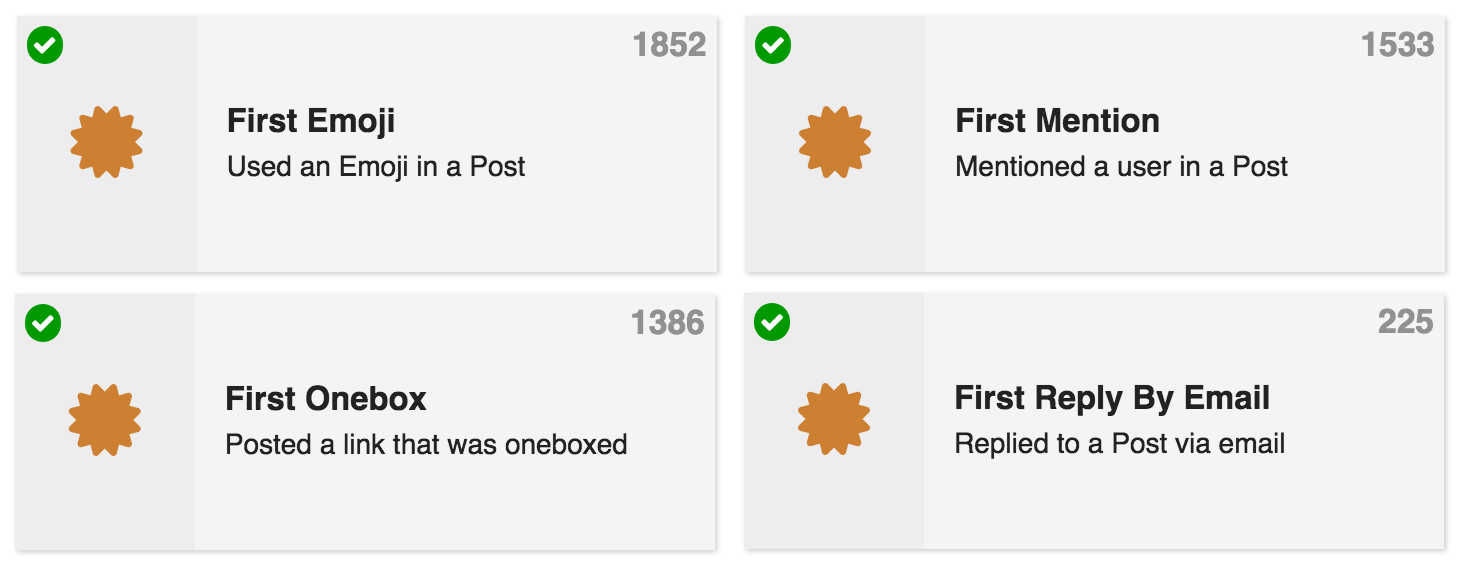 1852
First Emoji
Used an Emoji in a Post
1533
First Mention
Mentioned a user in a Post
1386
First Onebox
Posted a link that was oneboxed
225
First Reply By Email
Replied to a Post via email